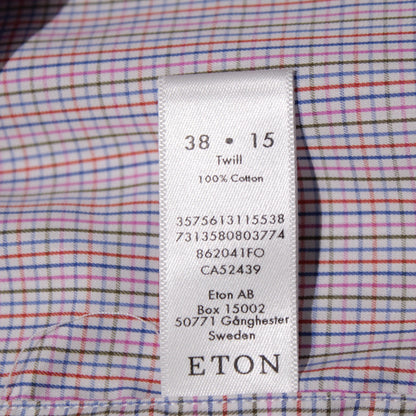 38 • 15
Twill
100% Cotton
3575613115538
7313580803774
862041FO
CA52439
Eton AB
Box 15002
50771 Gånghester
Sweden
ETON